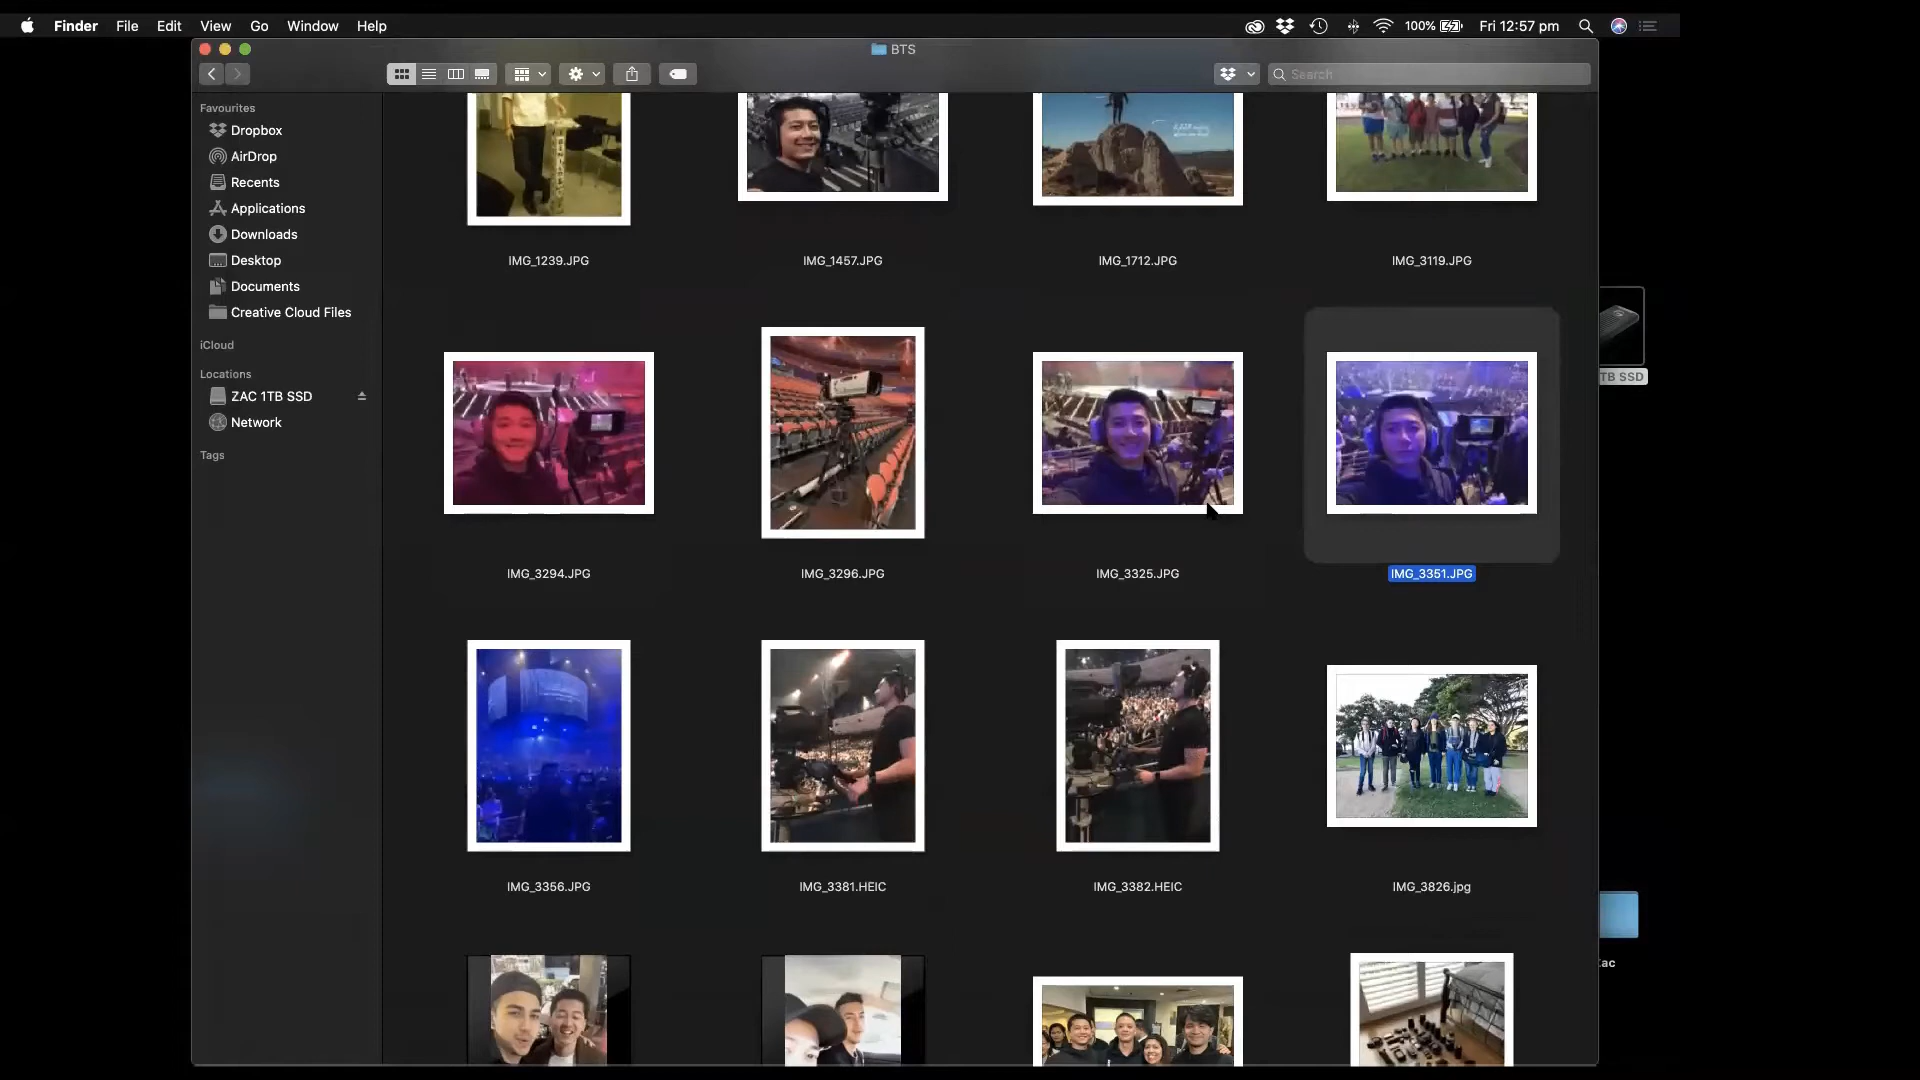 Finder File Edit View Go Window Help 100% Fri 12:57 pm
BTS
Search
Favourites
Dropbox
AirDrop
Recents
Applications
Downloads
Desktop
Documents
Creative Cloud Files
iCloud
Locations
ZAC 1TB SSD
Network
Tags
IMG_1239.JPG IMG_1457.JPG IMG_1712.JPG IMG_3119.JPG
TB SSD
IMG_3294.JPG IMG_3296.JPG IMG_3325.JPG IMG_3351.JPG
IMG_3356.JPG IMG_3381.HEIC IMG_3382.HEIC IMG_3826.jpg
Zac